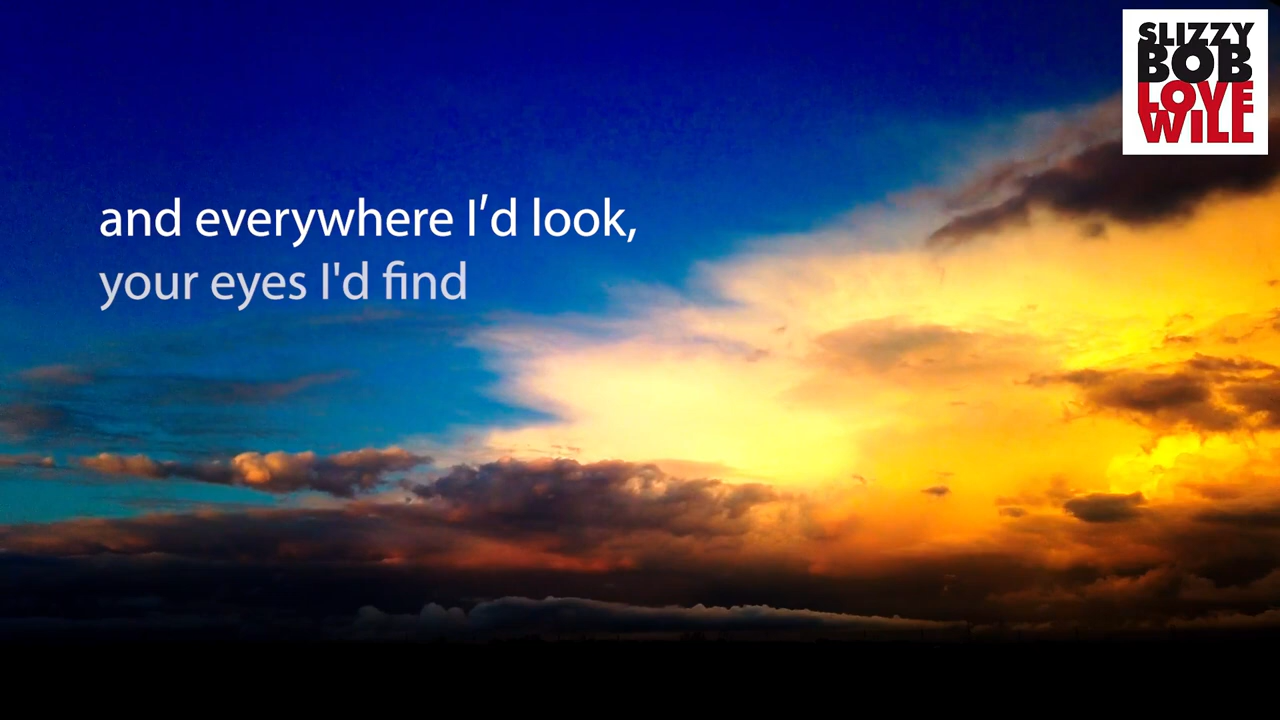 SLIZZY
BOB
LOVE
WILL
and everywhere I'd look,
your eyes I'd find